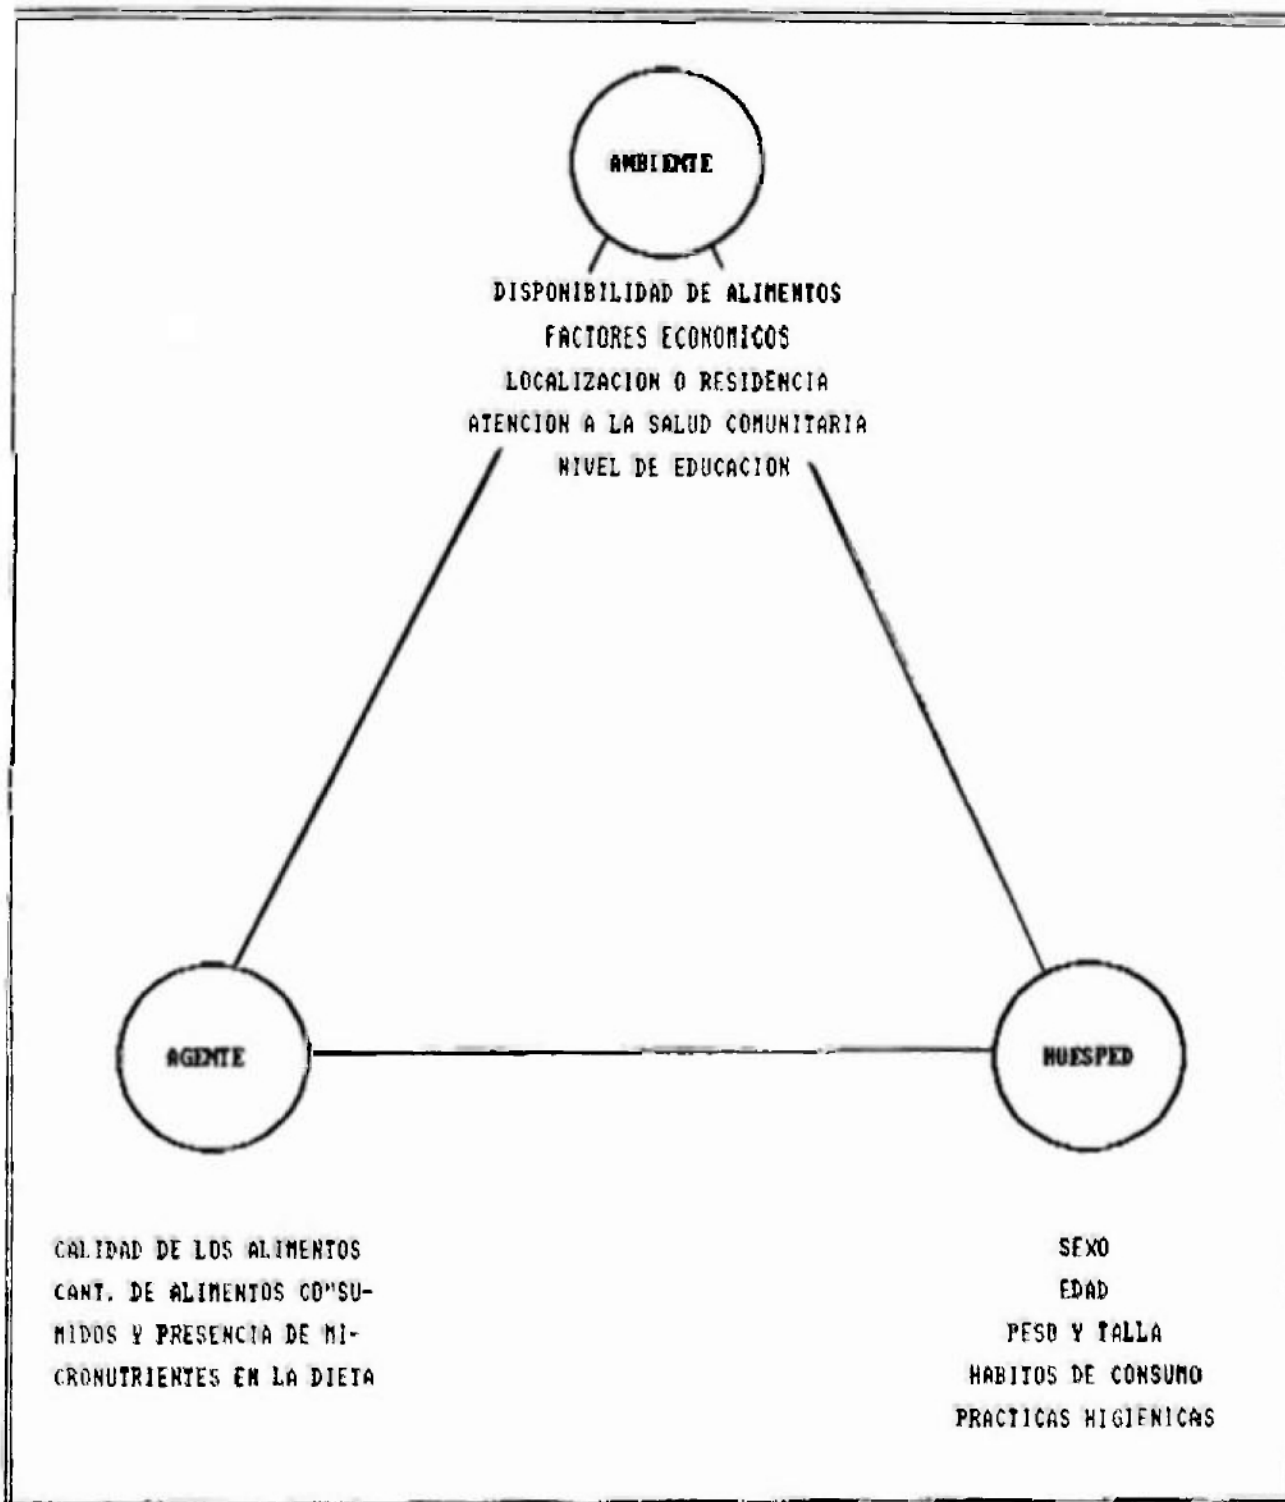 AMBIENTE
DISPONIBILIDAD DE ALIMENTOS
FACTORES ECONOMICOS
LOCALIZACION O RESIDENCIA
ATENCION A LA SALUD COMUNITARIA
NIVEL DE EDUCACION
AGENTE
HUESPED
CALIDAD DE LOS ALIMENTOS
CANT. DE ALIMENTOS CO"SU-
MIDOS Y PRESENCIA DE MI-
CRONUTRIENTES EN LA DIETA
SEXO
EDAD
PESO Y TALLA
HABITOS DE CONSUMO
PRACTICAS HIGIENICAS